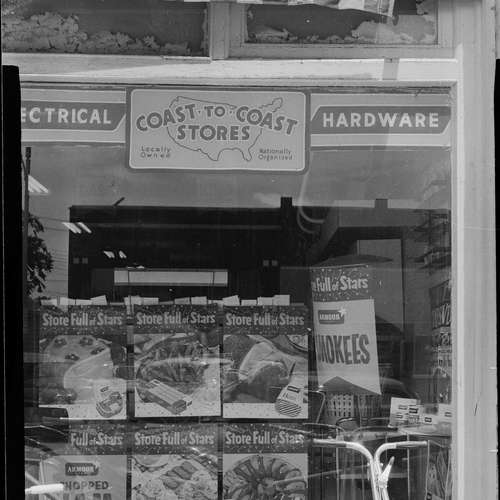 ECTRICAL
COAST-TO-COAST
STORES
Locally
Owned
Nationally
Organized
HARDWARE
re Full of Stars
ARMOUR
MOKEES
Store Full of Stars
Store Full of Stars
Store Full of Stars
Full of Stars
Store Full of Stars
Store Full of Stars
ARMOUR
CHOPPED